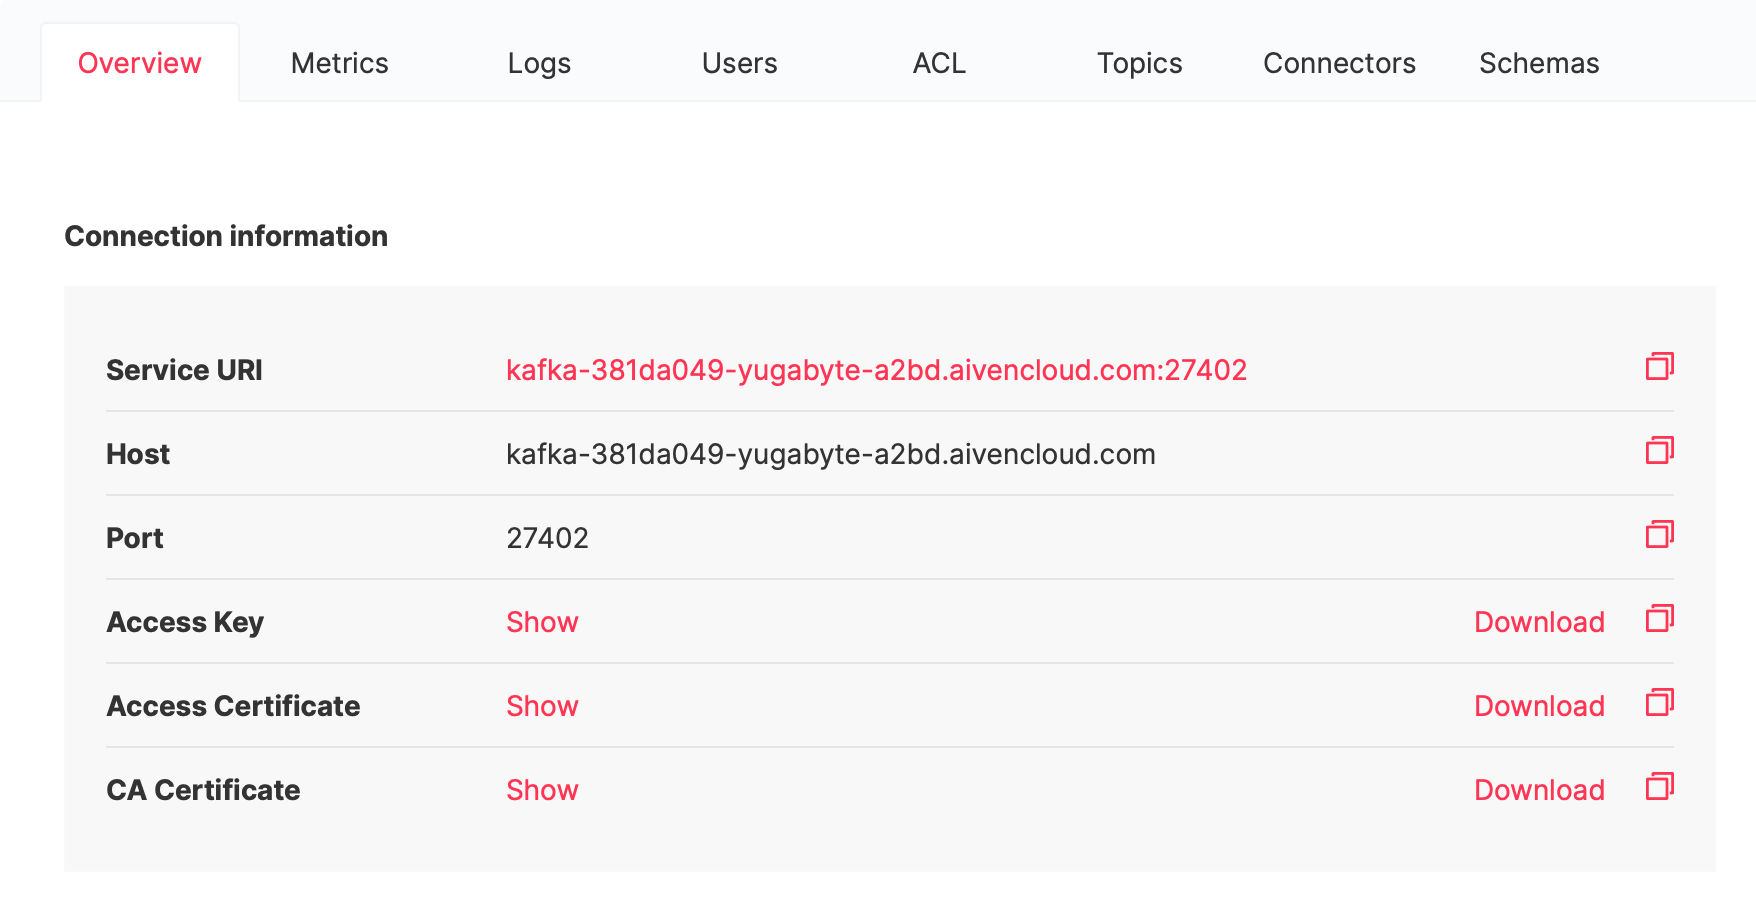 Overview Metrics Logs Users ACL Topics Connectors Schemas
Connection information
Service URI kafka-381da049-yugabyte-a2bd.aivencloud.com:27402
Host kafka-381da049-yugabyte-a2bd.aivencloud.com
Port 27402
Access Key Show Download
Access Certificate Show Download
CA Certificate Show Download